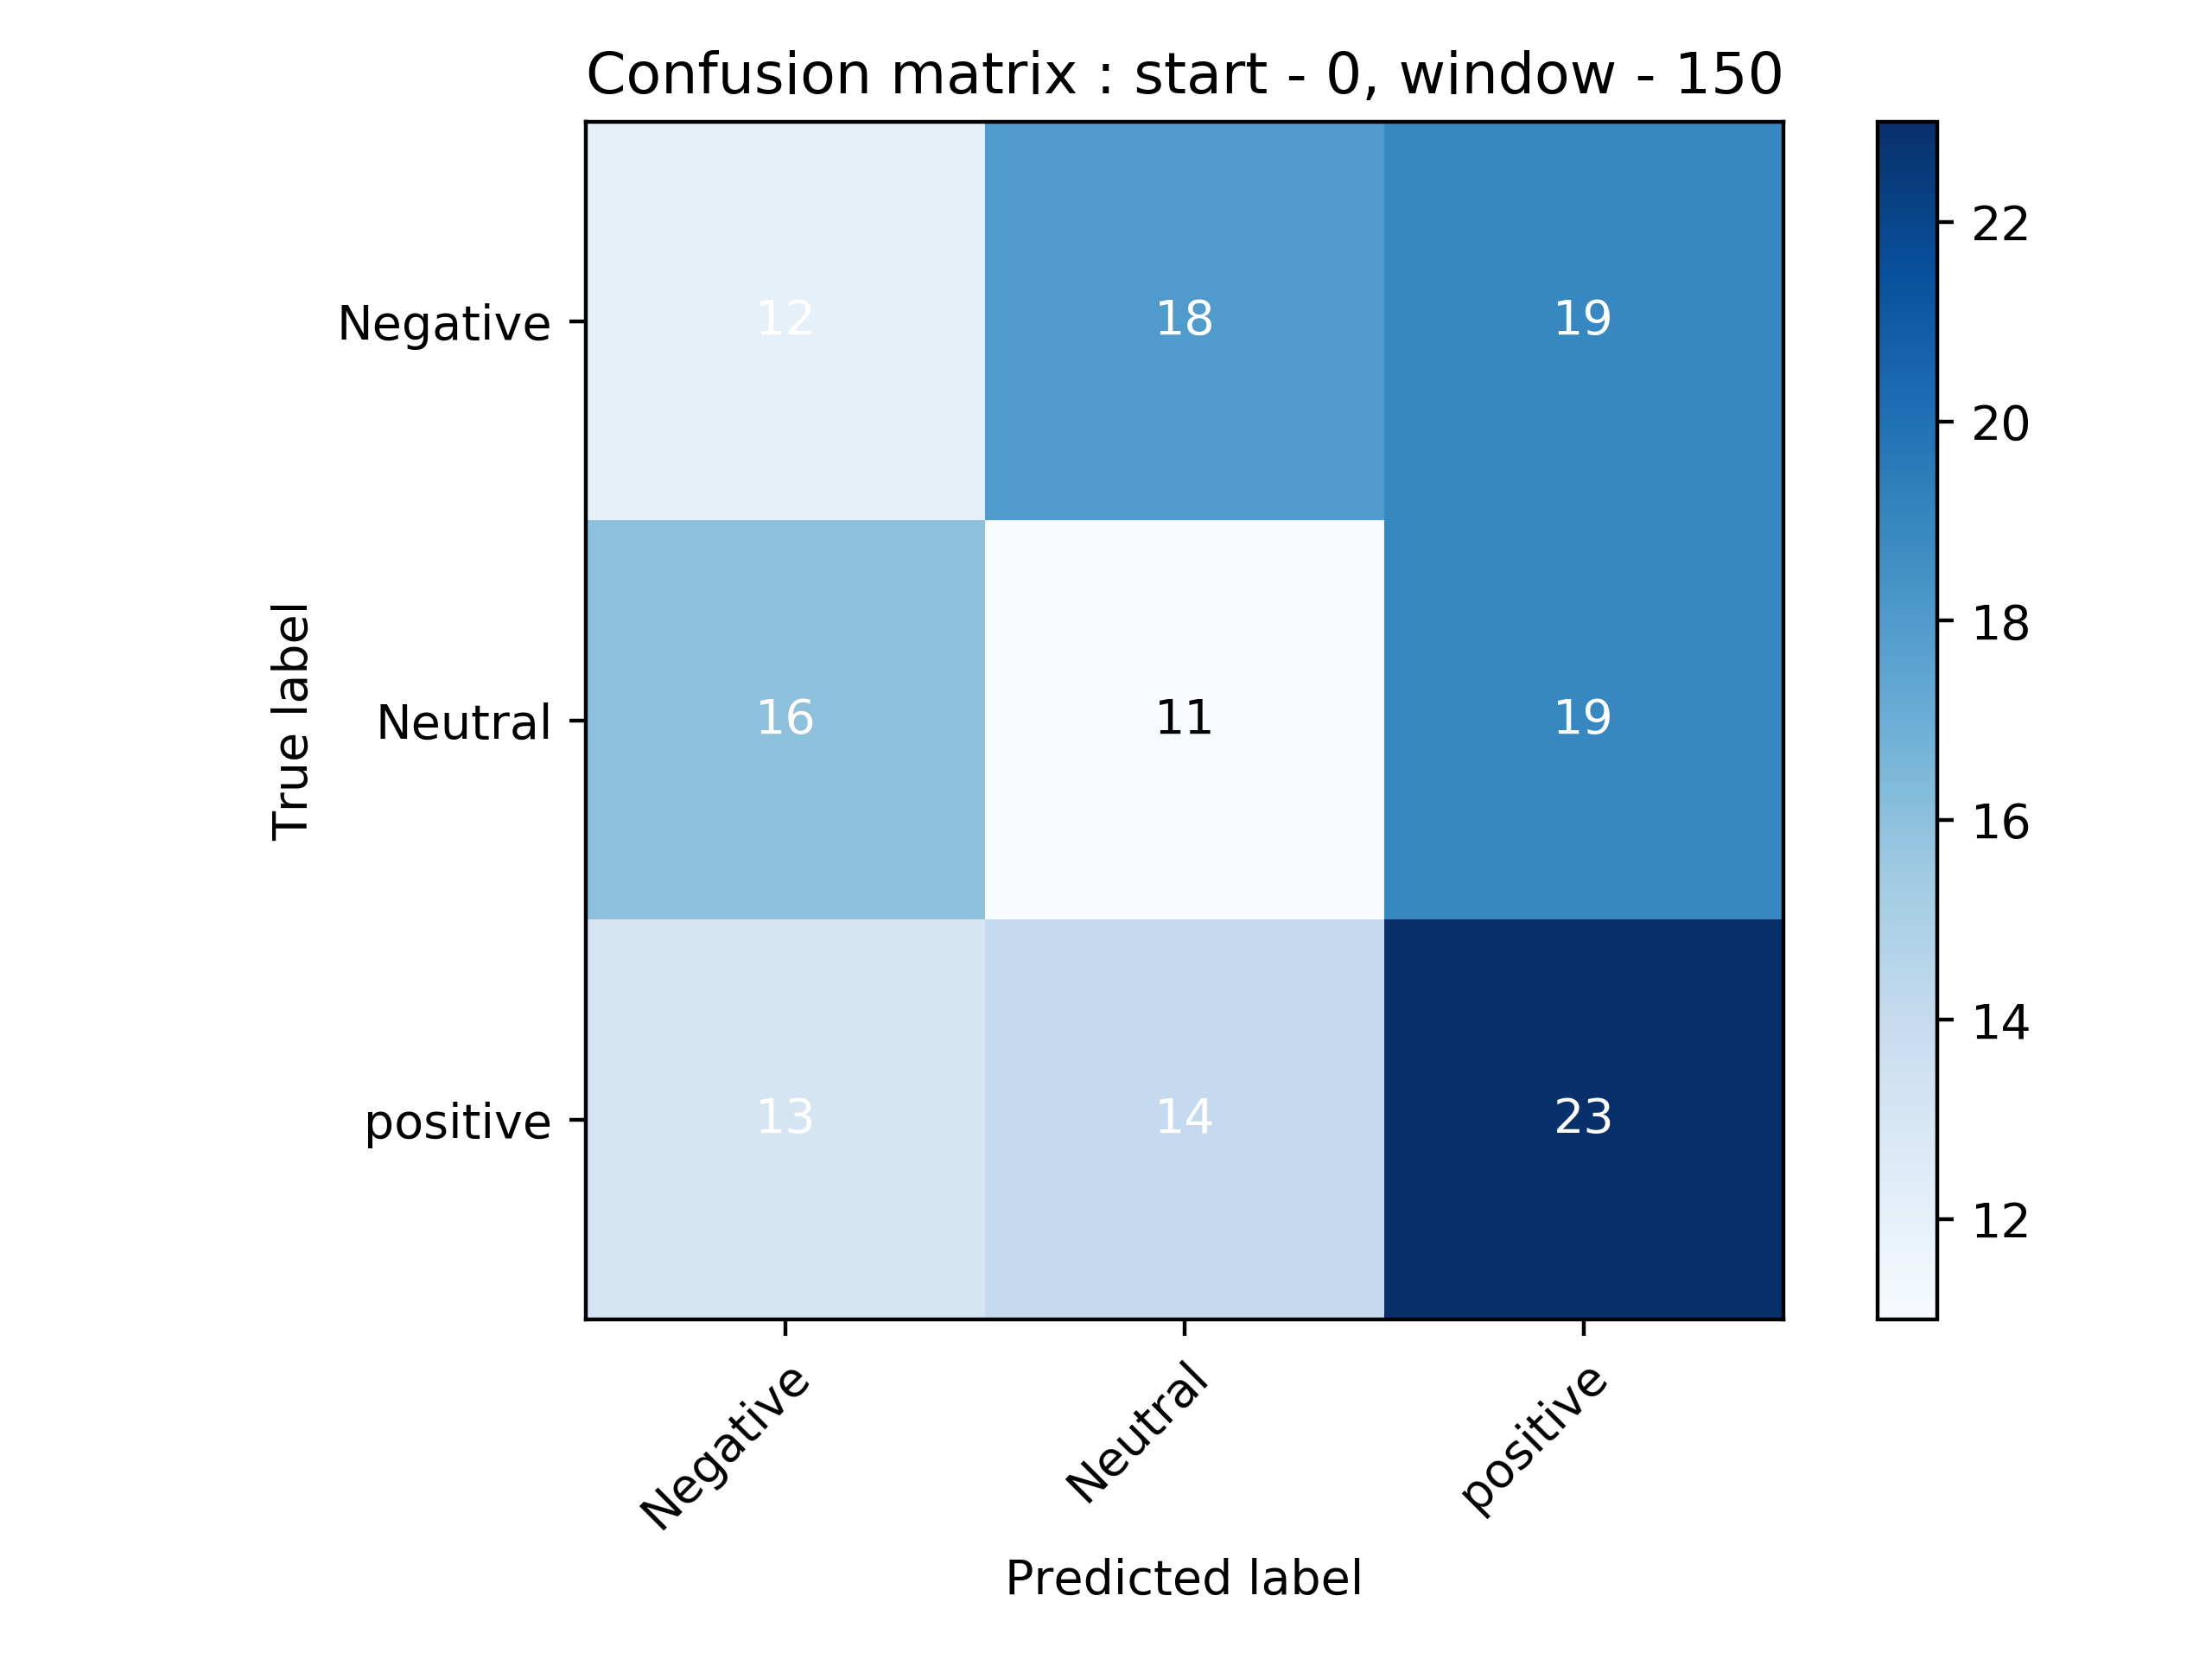 Confusion matrix : start - 0, window - 150
Negative
12
18
19
Neutral
16
11
19
positive
13
14
23
True label
Negative
Neutral
positive
Predicted label
22
20
18
16
14
12